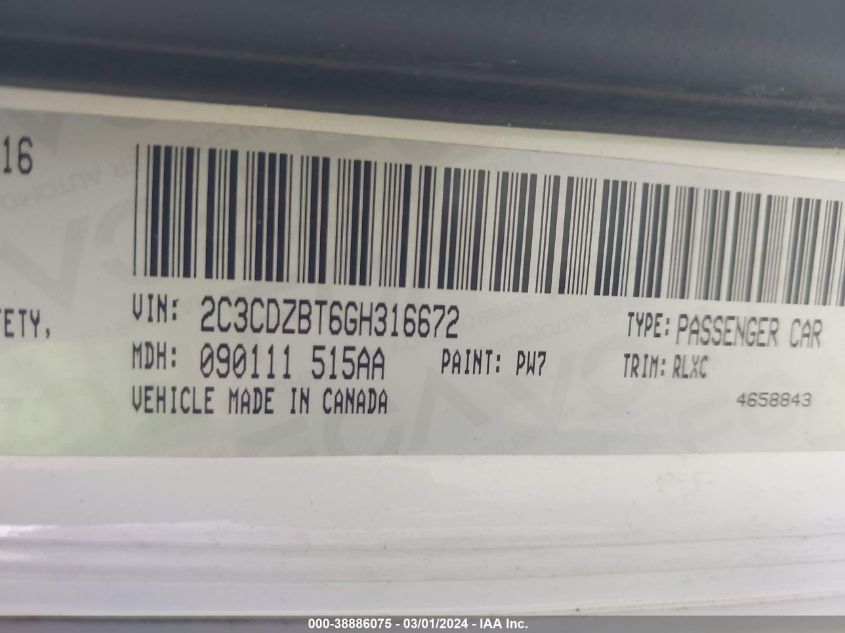 16
VIN: 2C3CDZBT6GH316672
TYPE: PASSENGER CAR
ETY,
MDH: 090111 515AA
PAINT: PW7
TRIM: RLXC
VEHICLE MADE IN CANADA
4658843
000-38886075 - 03/01/2024 - IAA Inc.